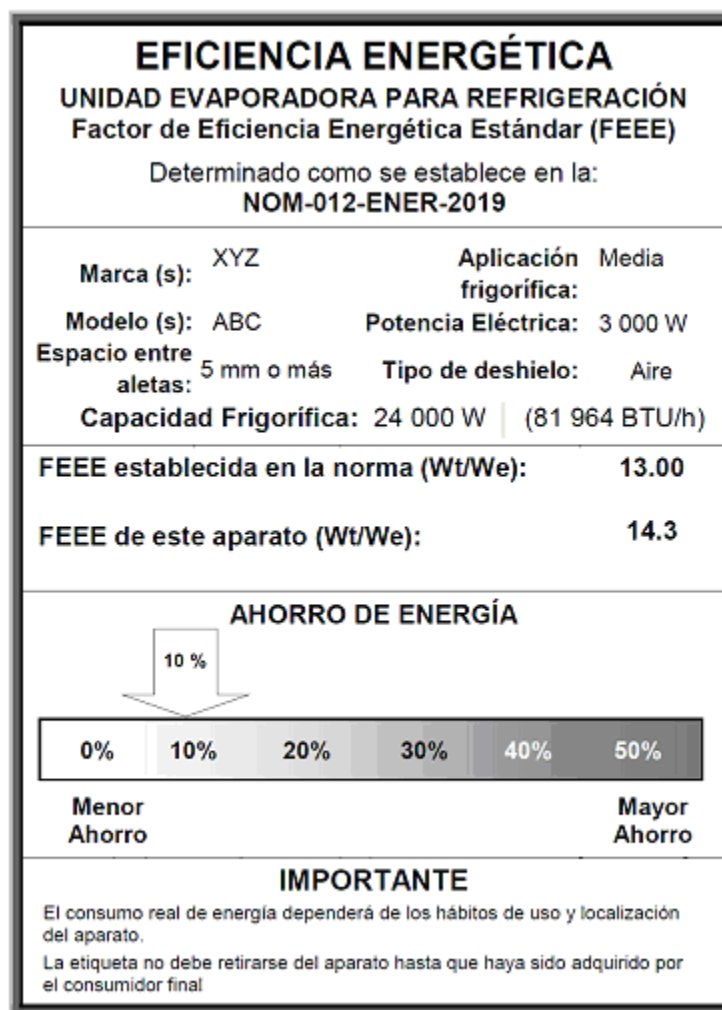 EFICIENCIA ENERGÉTICA
UNIDAD EVAPORADORA PARA REFRIGERACIÓN
Factor de Eficiencia Energética Estándar (FEEE)
Determinado como se establece en la:
NOM-012-ENER-2019
Marca (s): XYZ Aplicación frigorífica: Media
Modelo (s): ABC Potencia Eléctrica: 3 000 W
Espacio entre aletas: 5 mm o más Tipo de deshielo: Aire
Capacidad Frigorífica: 24 000 W (81 964 BTU/h)
FEEE establecida en la norma (Wt/We): 13.00
FEEE de este aparato (Wt/We): 14.3
AHORRO DE ENERGÍA
10 %
0% 10% 20% 30% 40% 50%
Menor Ahorro Mayor Ahorro
IMPORTANTE
El consumo real de energía dependerá de los hábitos de uso y localización
del aparato.
La etiqueta no debe retirarse del aparato hasta que haya sido adquirido por
el consumidor final